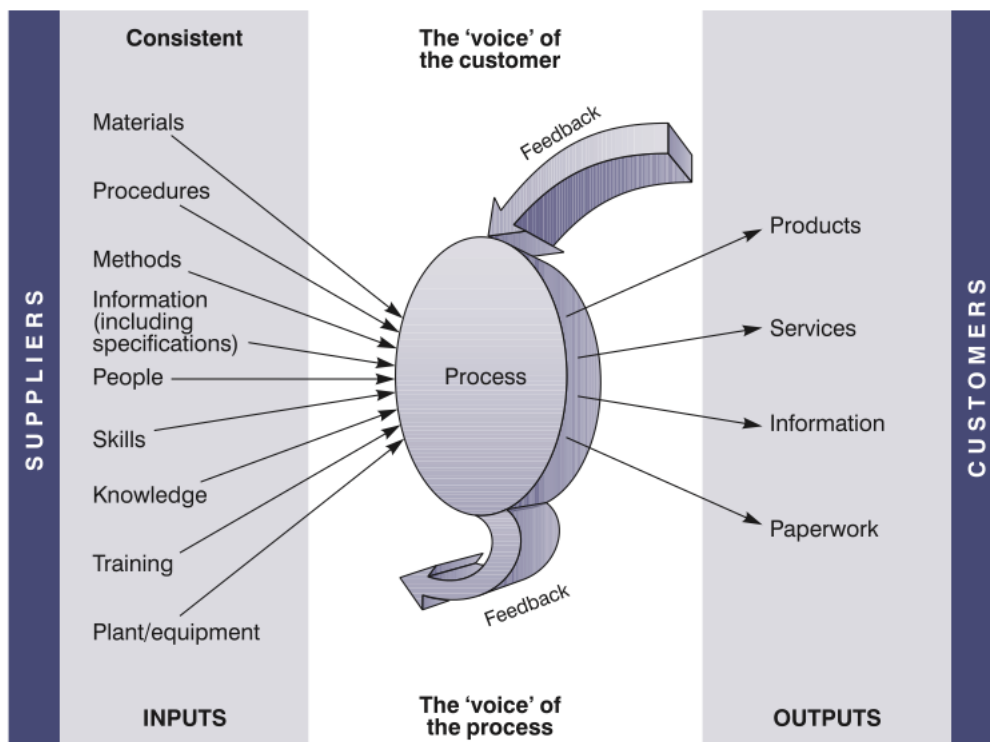 Consistent
The ‘voice’ of
the customer
SUPPLIERS
Materials
Procedures
Methods
Information
(including
specifications)
People
Skills
Knowledge
Training
Plant/equipment
INPUTS
Feedback
Process
Feedback
The ‘voice’ of
the process
Products
Services
Information
Paperwork
OUTPUTS
CUSTOMERS